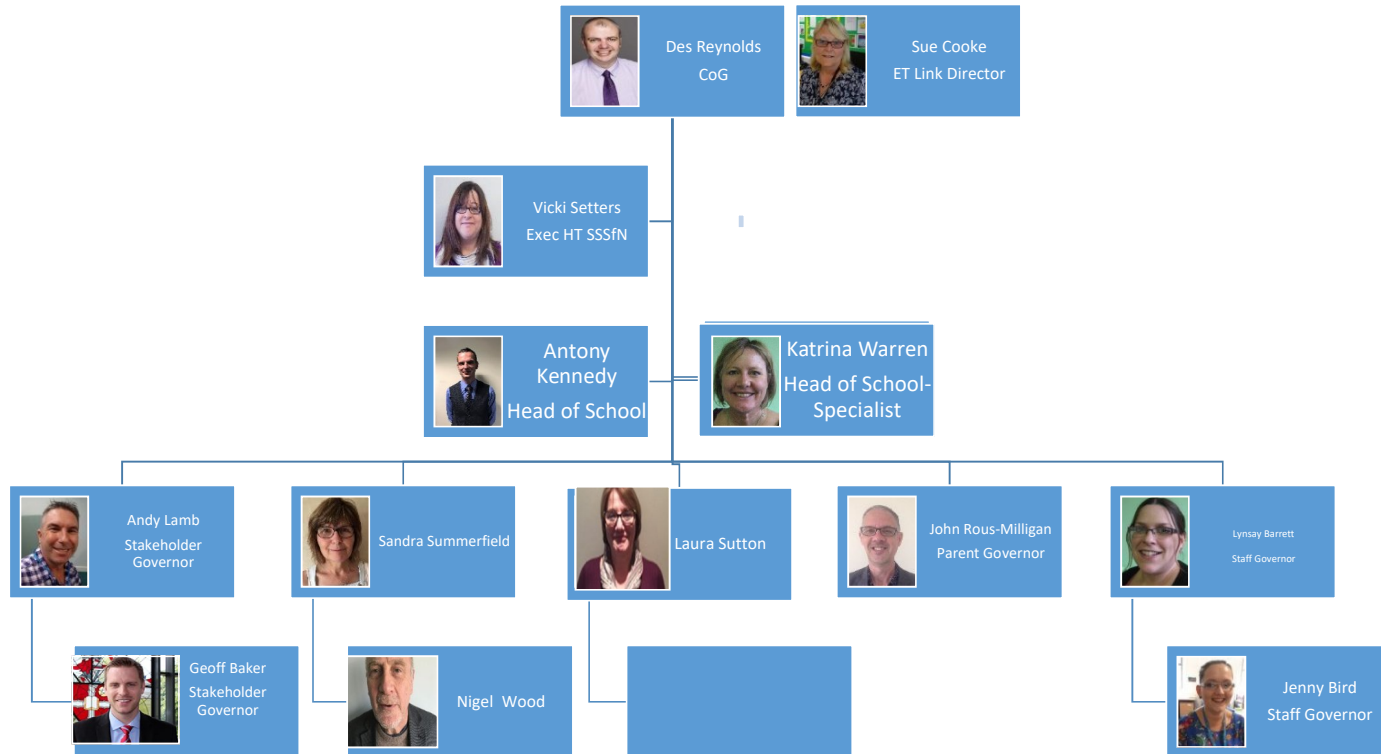 Des Reynolds
CoG
Sue Cooke
ET Link Director
Vicki Setters
Exec HT SSSfN
Antony
Kennedy
Head of School
Katrina Warren
Head of School-
Specialist
Andy Lamb
Stakeholder
Governor
Sandra Summerfield
Laura Sutton
John Rous-Milligan
Parent Governor
Lynsay Barrett
Staff Governor
Geoff Baker
Stakeholder
Governor
Nigel Wood
Jenny Bird
Staff Governor